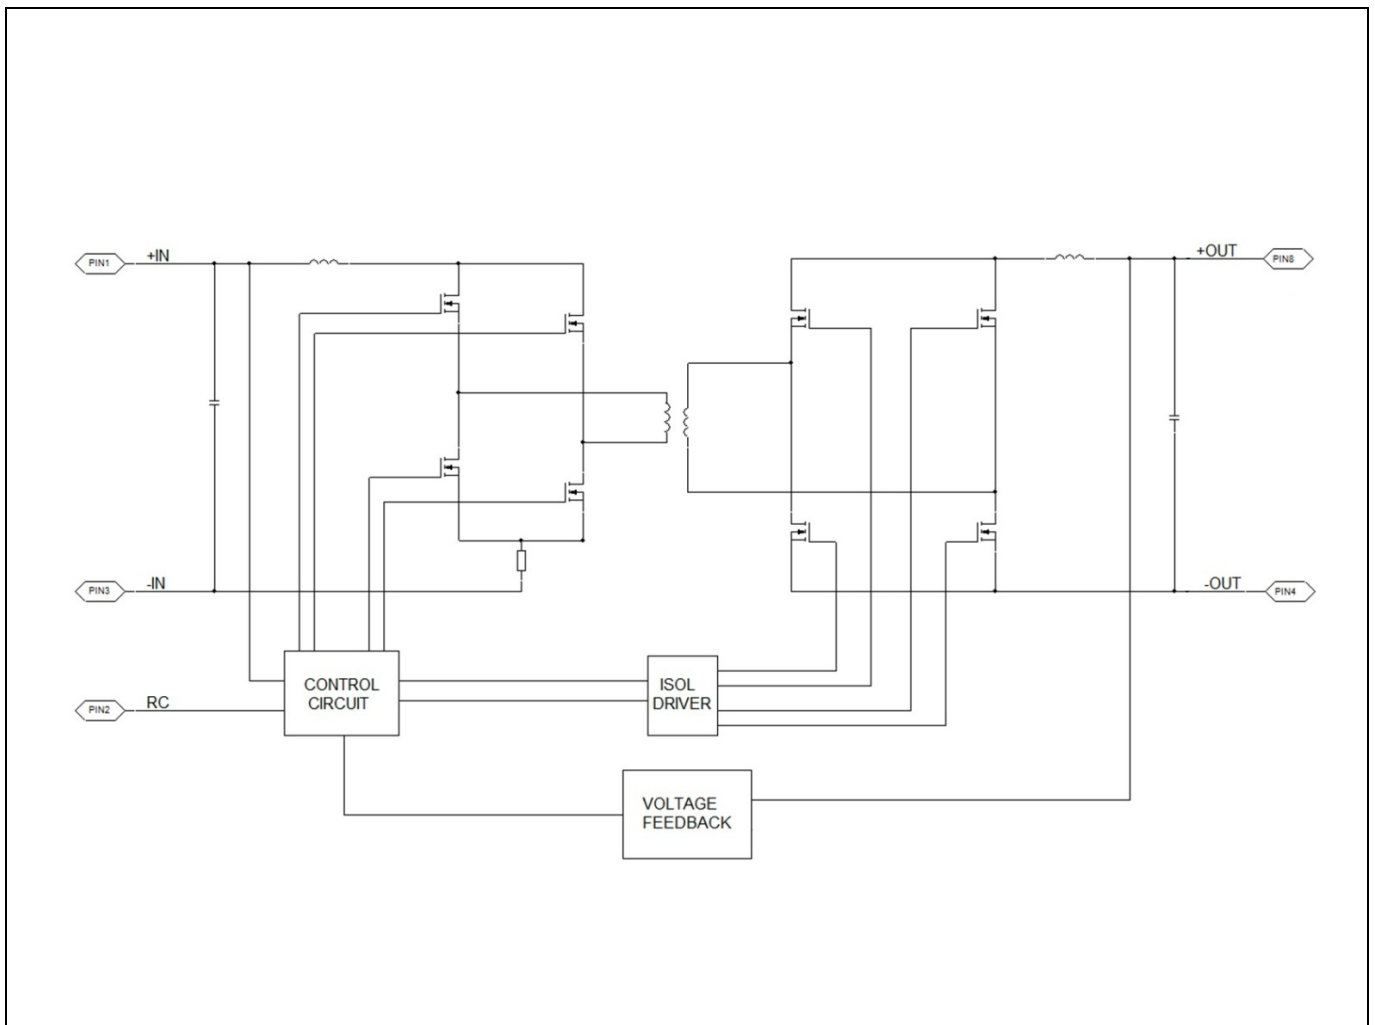 +IN
PIN1
+OUT
PIN8
-IN
PIN3
-OUT
PIN4
RC
PIN2
CONTROL
CIRCUIT
ISOL
DRIVER
VOLTAGE
FEEDBACK